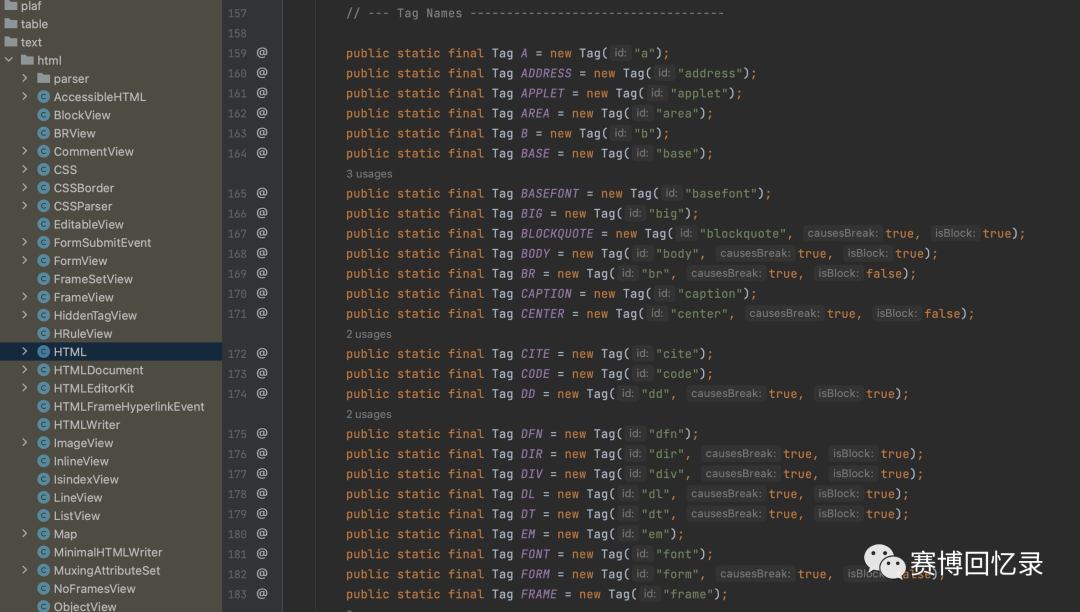 plaf
table
text
html
parser
AccessibleHTML
BlockView
BRView
CommentView
CSS
CSSBorder
CSSParser
EditableView
FormSubmitEvent
FormView
FrameSetView
FrameView
HiddenTagView
HRuleView
HTML
HTMLDocument
HTMLEditorKit
HTMLFrameHyperlinkEvent
HTMLWriter
ImageView
InlineView
IsindexView
LineView
ListView
Map
MinimalHTMLWriter
MuxingAttributeSet
NoFramesView
ObjectView
157 // --- Tag Names -----------------------------------
158
159 @ public static final Tag A = new Tag( id: "a");
160 @ public static final Tag ADDRESS = new Tag( id: "address");
161 @ public static final Tag APPLET = new Tag( id: "applet");
162 @ public static final Tag AREA = new Tag( id: "area");
163 @ public static final Tag B = new Tag( id: "b");
164 @ public static final Tag BASE = new Tag( id: "base");
3 usages
165 @ public static final Tag BASEFONT = new Tag( id: "basefont");
166 @ public static final Tag BIG = new Tag( id: "big");
167 @ public static final Tag BLOCKQUOTE = new Tag( id: "blockquote", causesBreak: true, isBlock: true);
168 @ public static final Tag BODY = new Tag( id: "body", causesBreak: true, isBlock: true);
169 @ public static final Tag BR = new Tag( id: "br", causesBreak: true, isBlock: false);
170 @ public static final Tag CAPTION = new Tag( id: "caption");
171 @ public static final Tag CENTER = new Tag( id: "center", causesBreak: true, isBlock: false);
2 usages
172 @ public static final Tag CITE = new Tag( id: "cite");
173 @ public static final Tag CODE = new Tag( id: "code");
174 @ public static final Tag DD = new Tag( id: "dd", causesBreak: true, isBlock: true);
2 usages
175 @ public static final Tag DFN = new Tag( id: "dfn");
176 @ public static final Tag DIR = new Tag( id: "dir", causesBreak: true, isBlock: true);
177 @ public static final Tag DIV = new Tag( id: "div", causesBreak: true, isBlock: true);
178 @ public static final Tag DL = new Tag( id: "dl", causesBreak: true, isBlock: true);
179 @ public static final Tag DT = new Tag( id: "dt", causesBreak: true, isBlock: true);
180 @ public static final Tag EM = new Tag( id: "em");
181 @ public static final Tag FONT = new Tag( id: "font");
182 @ public static final Tag FORM = new Tag( id: "form", causesBreak: true,
183 @ public static final Tag FRAME = new Tag( id: "frame");
赛博回忆录